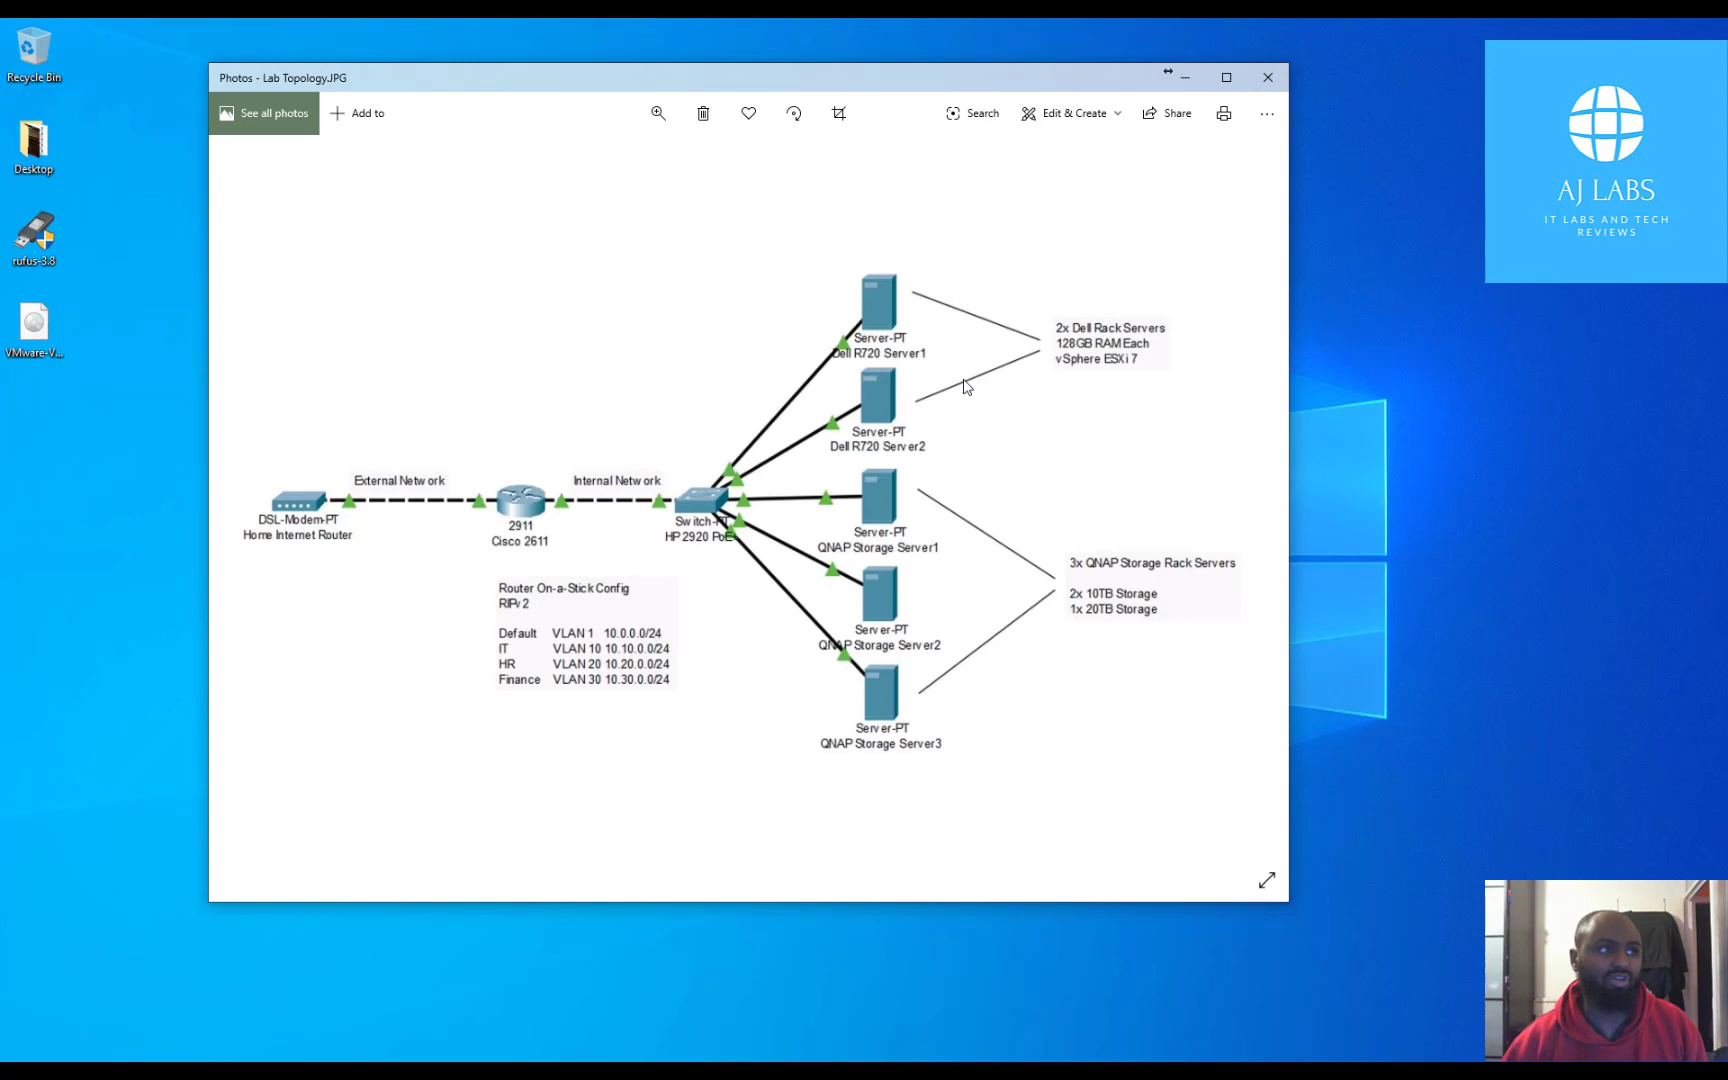 Recycle Bin
Desktop
rufus-3.8
VMware-V...
Photos - Lab Topology.JPG
See all photos
Add to
Search
Edit & Create
Share
AJ LABS
IT LABS AND TECH
REVIEWS
Server-PT
Dell R720 Server1
2x Dell Rack Servers
128GB RAM Each
vSphere ESXi 7
Server-PT
Dell R720 Server2
External Network
Internal Network
DSL-Modem-PT
Home Internet Router
2911
Cisco 2611
Switch-PT
HP 2920 PoE+
Server-PT
QNAP Storage Server1
3x QNAP Storage Rack Servers
2x 10TB Storage
1x 20TB Storage
Router On-a-Stick Config
RIPv2
Default VLAN 1 10.0.0.0/24
IT VLAN 10 10.10.0.0/24
HR VLAN 20 10.20.0.0/24
Finance VLAN 30 10.30.0.0/24
Server-PT
QNAP Storage Server2
Server-PT
QNAP Storage Server3